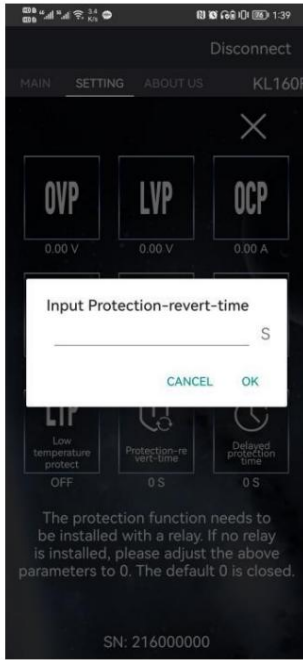 3.4
K/s
1:39
Disconnect
MAIN SETTING ABOUT US KL160F
OVP LVP OCP
0.00 V 0.00 V 0.00 A
Input Protection-revert-time
S
CANCEL OK
LTP
Low
temperature
protect
Protection-re
vert-time
Delayed
protection
time
OFF 0 S 0 S
The protection function needs to
be installed with a relay. If no relay
is installed, please adjust the above
parameters to 0. The default 0 is closed.
SN: 216000000